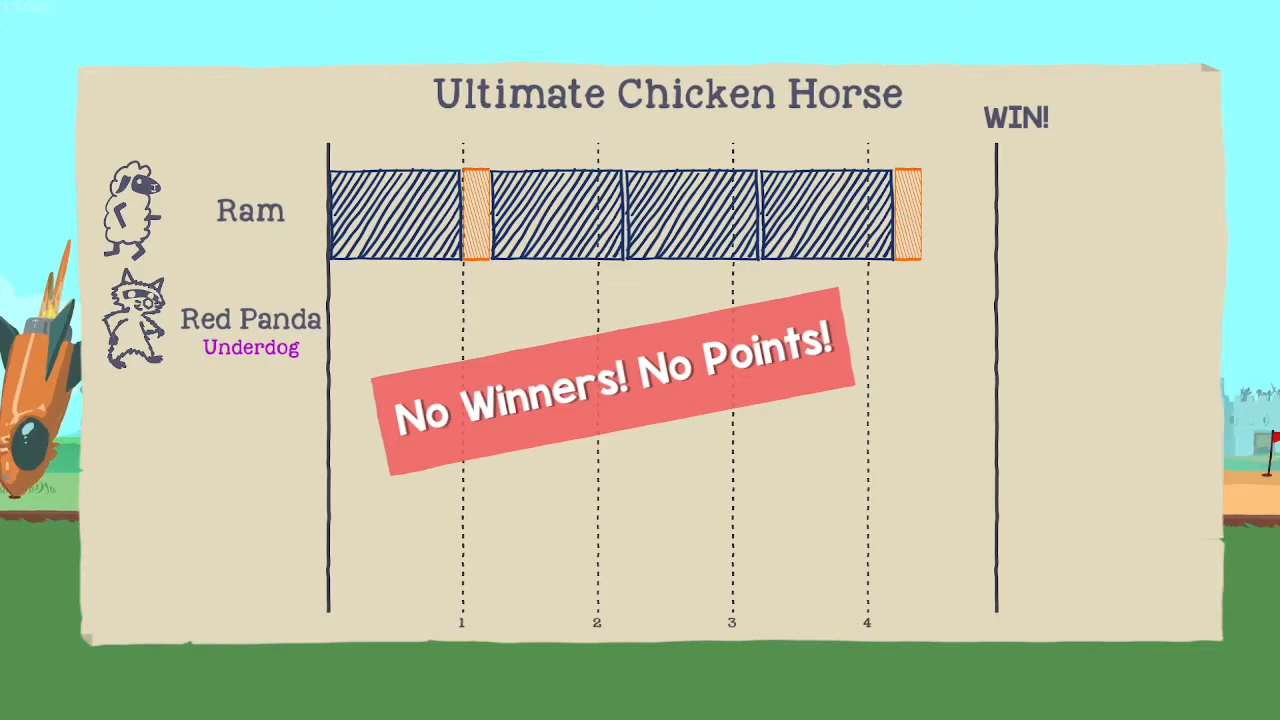 Ultimate Chicken Horse
WIN!
Ram
Red Panda
Underdog
No Winners! No Points!
1 2 3 4